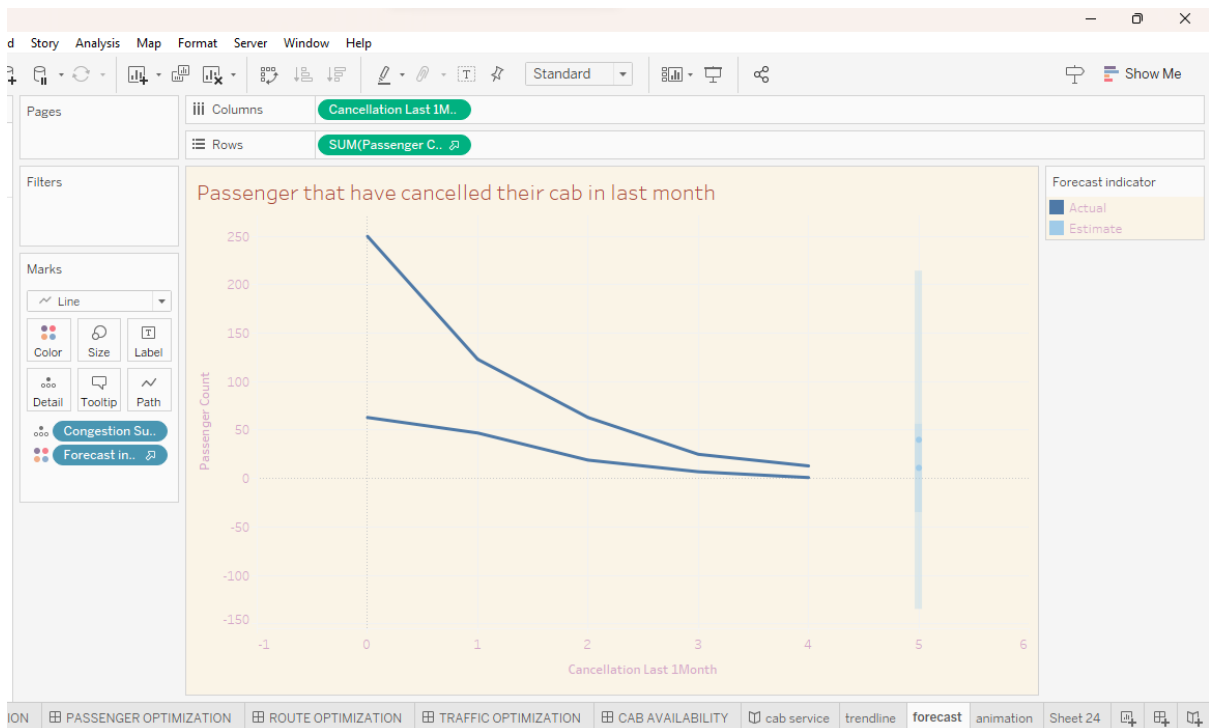 d Story Analysis Map Format Server Window Help
Standard
Show Me
Pages
Columns
Cancellation Last 1M..
Rows
SUM(Passenger C..
Filters
Marks
Line
Color Size Label
Detail Tooltip Path
Congestion Su..
Forecast in..
Passenger that have cancelled their cab in last month
250
200
150
100
50
0
-50
-100
-150
Passenger Count
-1 0 1 2 3 4 5 6
Cancellation Last 1Month
Forecast indicator
Actual
Estimate
ION PASSENGER OPTIMIZATION ROUTE OPTIMIZATION TRAFFIC OPTIMIZATION CAB AVAILABILITY cab service trendline forecast animation Sheet 24